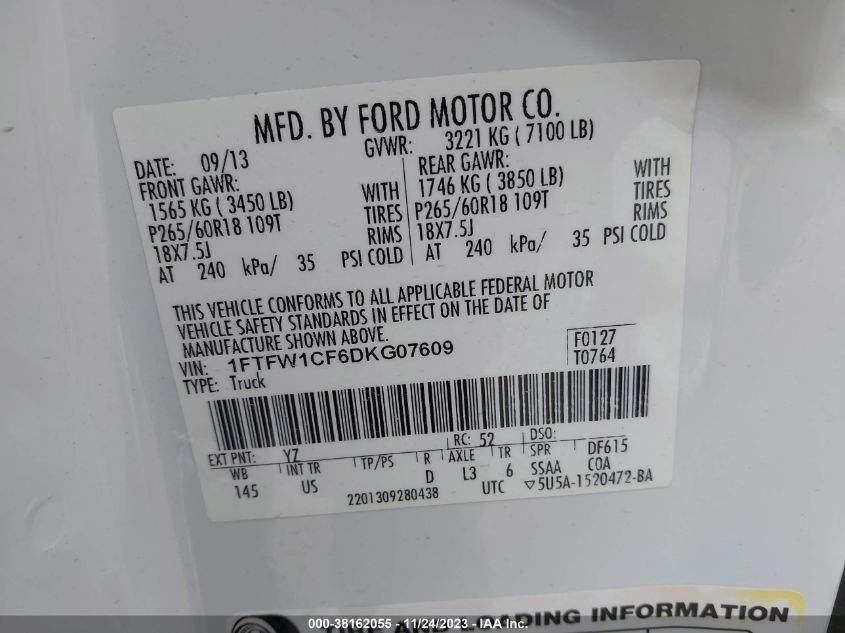 MFD. BY FORD MOTOR CO.
DATE: 09/13 GVWR: 3221 KG ( 7100 LB)
FRONT GAWR: REAR GAWR:
1565 KG ( 3450 LB) WITH 1746 KG ( 3850 LB) WITH
P265/60R18 109T TIRES P265/60R18 109T TIRES
18X7.5J RIMS 18X7.5J RIMS
AT 240 kPa/ 35 PSI COLD AT 240 kPa/ 35 PSI COLD
THIS VEHICLE CONFORMS TO ALL APPLICABLE FEDERAL MOTOR
VEHICLE SAFETY STANDARDS IN EFFECT ON THE DATE OF
MANUFACTURE SHOWN ABOVE.
VIN: 1FTFW1CF6DKG07609 F0127
TYPE: Truck T0764
EXT PNT: YZ RC: 52 DSO:
WB INT TR TP/PS R AXLE TR SPR DF615
145 US D L3 6 SSAA COA
2201309280438 UTC ▽5U5A-1520472-BA
TIRE AND LOADING INFORMATION
000-38162055 - 11/24/2023 - IAA Inc.